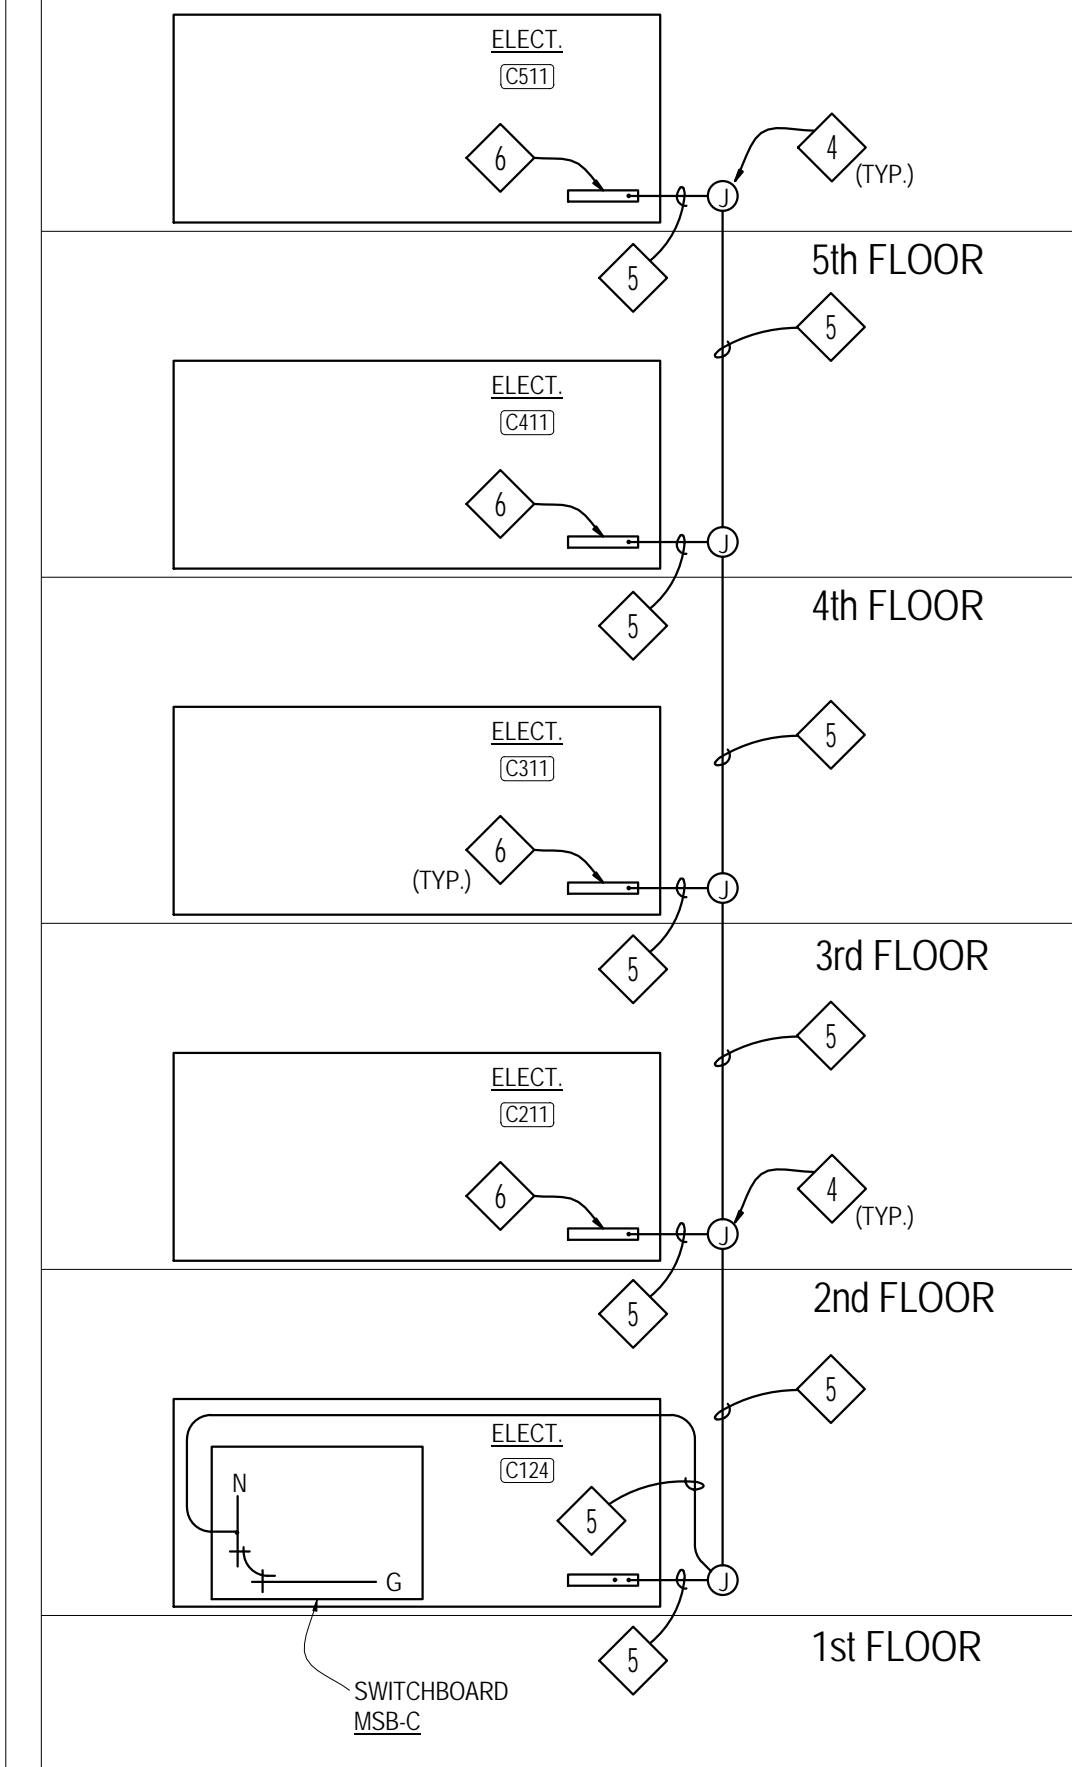 ELECT.
C511
6
4
(TYP.)
J
5
5th FLOOR
5
ELECT.
C411
6
J
5
4th FLOOR
5
ELECT.
C311
6
(TYP.)
J
5
3rd FLOOR
5
ELECT.
C211
6
4
(TYP.)
J
5
2nd FLOOR
5
ELECT.
C124
N
5
G
J
5
1st FLOOR
SWITCHBOARD
MSB-C